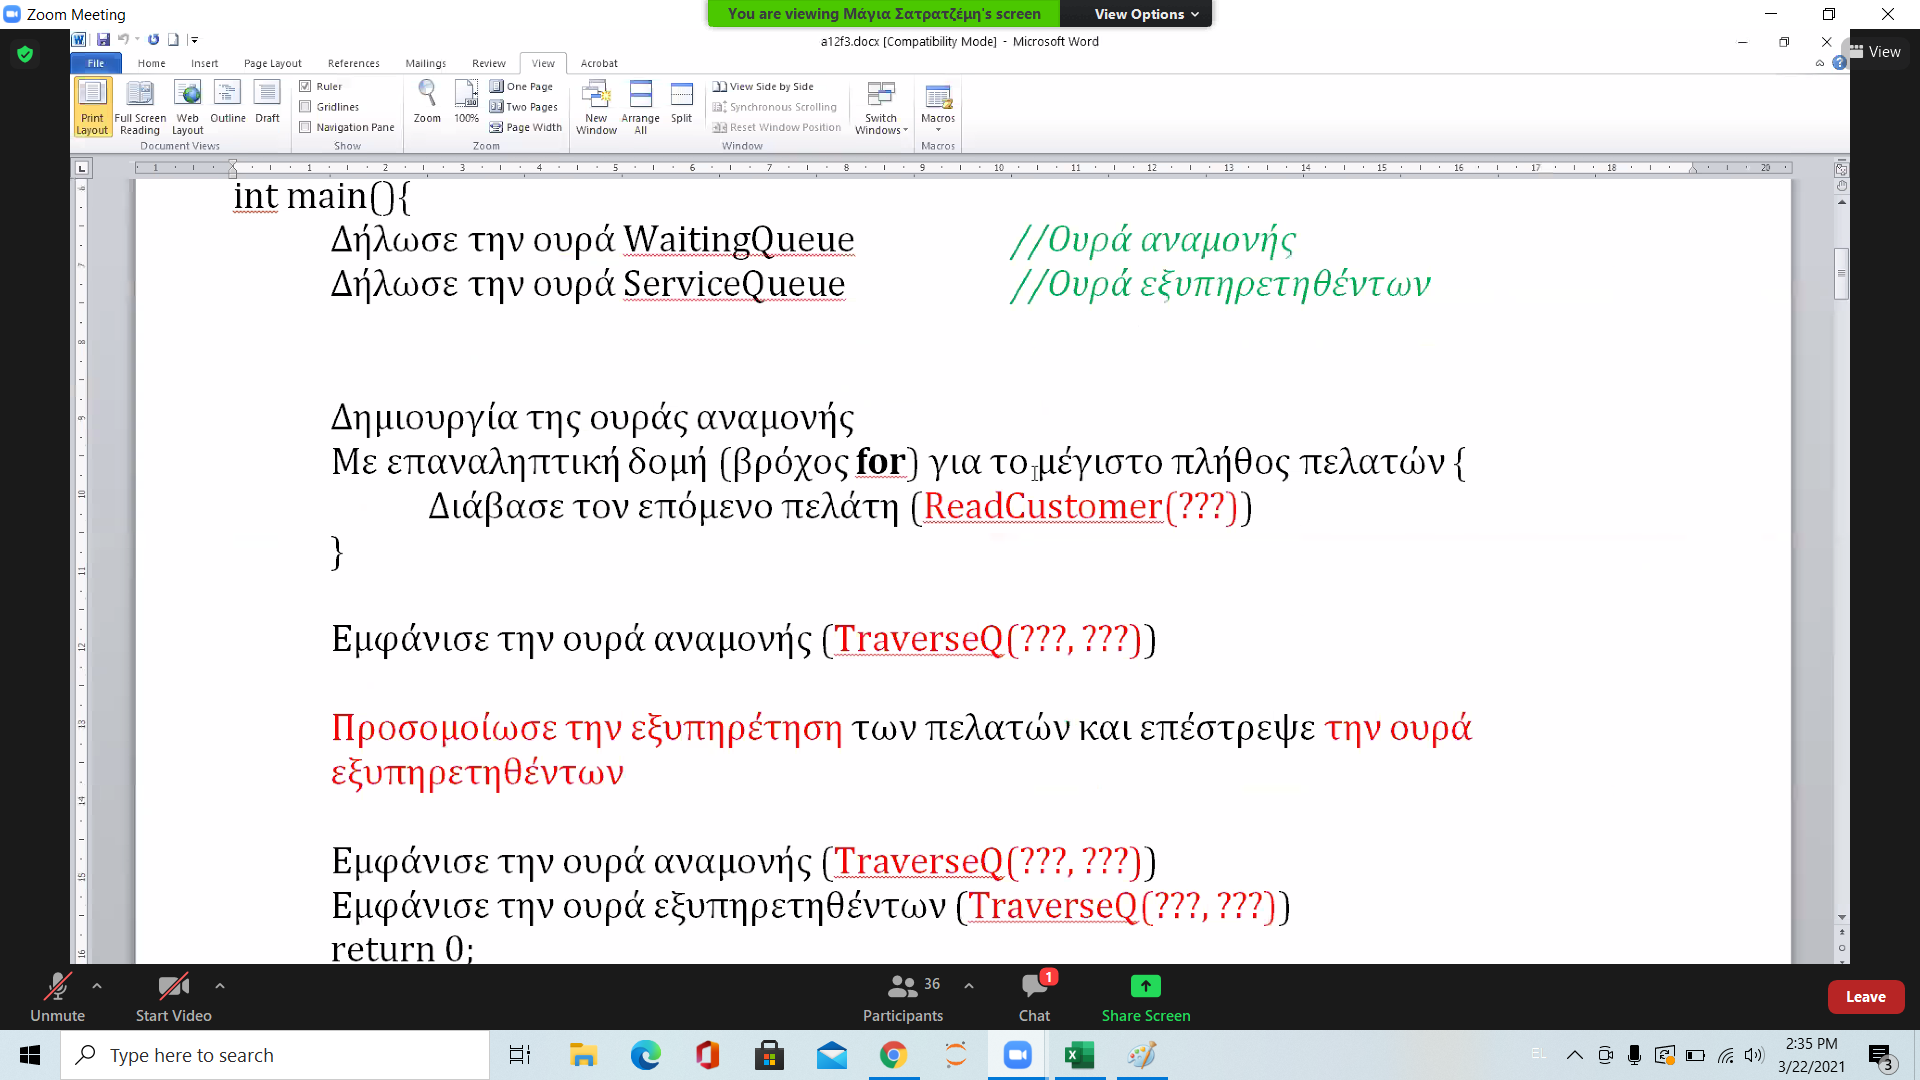 Zoom Meeting
You are viewing Μάγια Σατρατζέμη's screen
View Options
View
a12f3.docx [Compatibility Mode] - Microsoft Word
File Home Insert Page Layout References Mailings Review View Acrobat
Print Layout
Full Screen Reading
Web Layout
Outline
Draft
Document Views
Ruler
Gridlines
Navigation Pane
Show
Zoom
100%
One Page
Two Pages
Page Width
Zoom
New Window
Arrange All
Split
View Side by Side
Synchronous Scrolling
Reset Window Position
Window
Switch Windows
Macros
Macros
int main(){
Δήλωσε την ουρά WaitingQueue //Ουρά αναμονής
Δήλωσε την ουρά ServiceQueue //Ουρά εξυπηρετηθέντων
Δημιουργία της ουράς αναμονής
Με επαναληπτική δομή (βρόχος for) για το μέγιστο πλήθος πελατών {
Διάβασε τον επόμενο πελάτη (ReadCustomer(???))
}
Εμφάνισε την ουρά αναμονής (TraverseQ(???, ???))
Προσομοίωσε την εξυπηρέτηση των πελατών και επέστρεψε την ουρά
εξυπηρετηθέντων
Εμφάνισε την ουρά αναμονής (TraverseQ(???, ???))
Εμφάνισε την ουρά εξυπηρετηθέντων (TraverseQ(???, ???))
return 0;
Unmute
Start Video
36
Participants
1
Chat
Share Screen
Leave
Type here to search
2:35 PM
3/22/2021
3